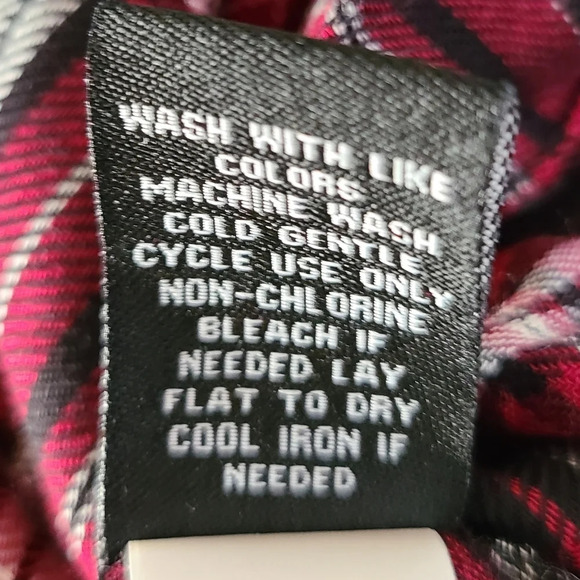 WASH WITH LIKE
COLORS
MACHINE WASH
COLD GENTLE
CYCLE USE ONLY
NON-CHLORINE
BLEACH IF
NEEDED LAY
FLAT TO DRY
COOL IRON IF
NEEDED